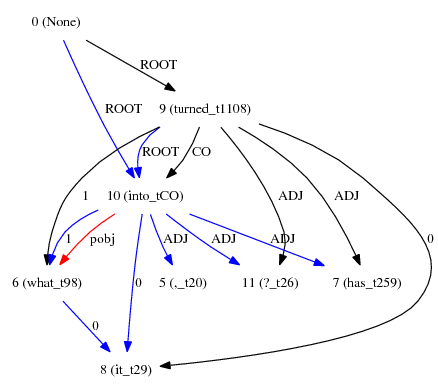 0 (None)
ROOT
ROOT
9 (turned_t1108)
ROOT
CO
1
10 (into_tCO)
ADJ
ADJ
1
pobj
ADJ
ADJ
ADJ
0
6 (what_t98)
0
5 (,_t20)
11 (?_t26)
7 (has_t259)
0
8 (it_t29)